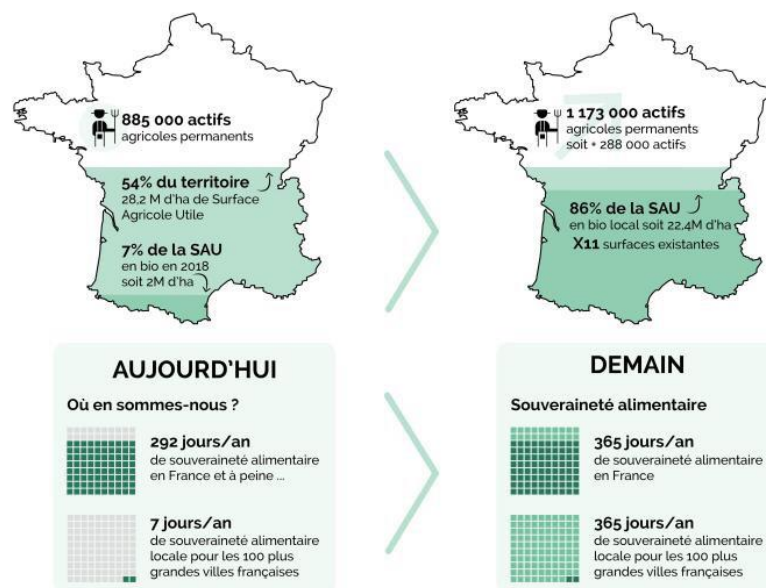 885 000 actifs
agricoles permanents
54% du territoire
28,2 M d'ha de Surface
Agricole Utile
7% de la SAU
en bio en 2018
soit 2M d'ha
1 173 000 actifs
agricoles permanents
soit + 288 000 actifs
86% de la SAU
en bio local soit 22,4M d'ha
X11 surfaces existantes
AUJOURD'HUI
Où en sommes-nous ?
292 jours/an
de souveraineté alimentaire
en France et à peine ...
7 jours/an
de souveraineté alimentaire
locale pour les 100 plus
grandes villes françaises
DEMAIN
Souveraineté alimentaire
365 jours/an
de souveraineté alimentaire
en France
365 jours/an
de souveraineté alimentaire
locale pour les 100 plus
grandes villes françaises